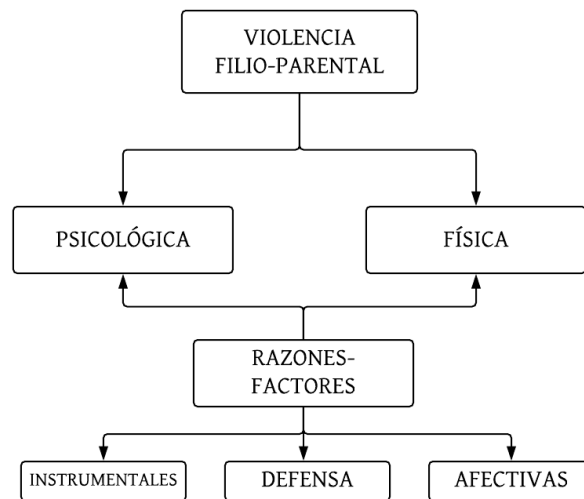 VIOLENCIA
FILIO-PARENTAL
PSICOLÓGICA
FÍSICA
RAZONES-
FACTORES
INSTRUMENTALES
DEFENSA
AFECTIVAS